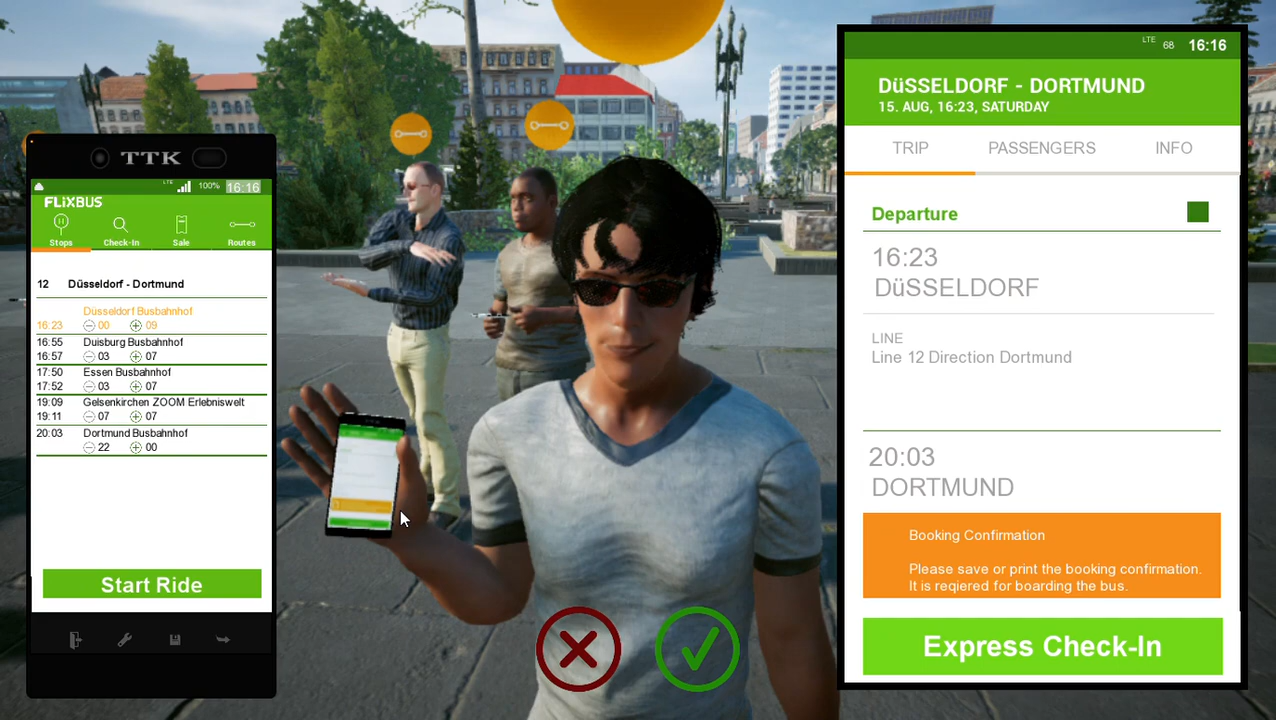 TTK
LTE 100% 16:16
FLiXBUS
Stops Check-In Sale Routes
12 Düsseldorf - Dortmund
Düsseldorf Busbahnhof
16:23 00 09
16:55 Duisburg Busbahnhof
16:57 03 07
17:50 Essen Busbahnhof
17:52 03 07
19:09 Gelsenkirchen ZOOM Erlebniswelt
19:11 07 07
20:03 Dortmund Busbahnhof
22 00
Start Ride
LTE 68 16:16
DüSSELDORF - DORTMUND
15. AUG, 16:23, SATURDAY
TRIP PASSENGERS INFO
Departure
16:23
DüSSELDORF
LINE
Line 12 Direction Dortmund
20:03
DORTMUND
Booking Confirmation
Please save or print the booking confirmation.
It is reqiered for boarding the bus.
Express Check-In